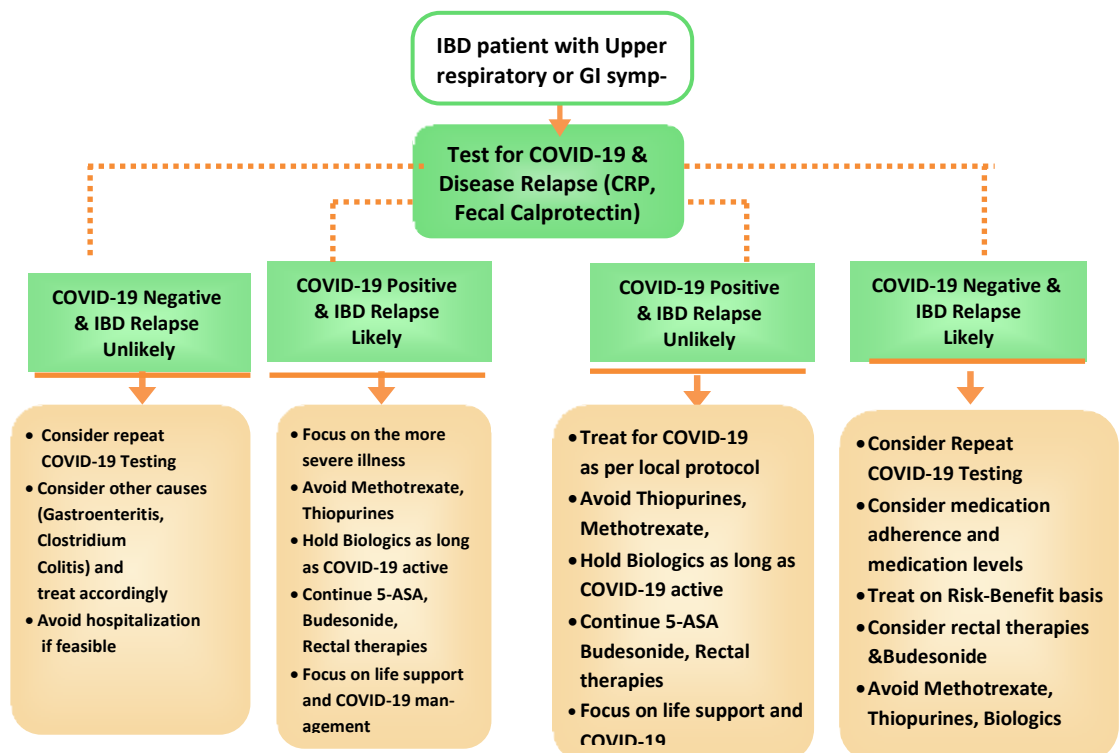 IBD patient with Upper
respiratory or GI symp-
Test for COVID-19 &
Disease Relapse (CRP,
Fecal Calprotectin)
COVID-19 Negative
& IBD Relapse
Unlikely
COVID-19 Positive
& IBD Relapse
Likely
COVID-19 Positive
& IBD Relapse
Unlikely
COVID-19 Negative &
IBD Relapse
Likely
• Consider repeat
COVID-19 Testing
• Consider other causes
(Gastroenteritis,
Clostridium
Colitis) and
treat accordingly
• Avoid hospitalization
if feasible
• Focus on the more
severe illness
• Avoid Methotrexate,
Thiopurines
• Hold Biologics as long
as COVID-19 active
• Continue 5-ASA,
Budesonide,
Rectal therapies
• Focus on life support
and COVID-19 man-
agement
• Treat for COVID-19
as per local protocol
• Avoid Thiopurines,
Methotrexate,
• Hold Biologics as long as
COVID-19 active
• Continue 5-ASA
Budesonide, Rectal
therapies
• Focus on life support and
COVID-19
• Consider Repeat
COVID-19 Testing
• Consider medication
adherence and
medication levels
• Treat on Risk-Benefit basis
• Consider rectal therapies
&Budesonide
• Avoid Methotrexate,
Thiopurines, Biologics